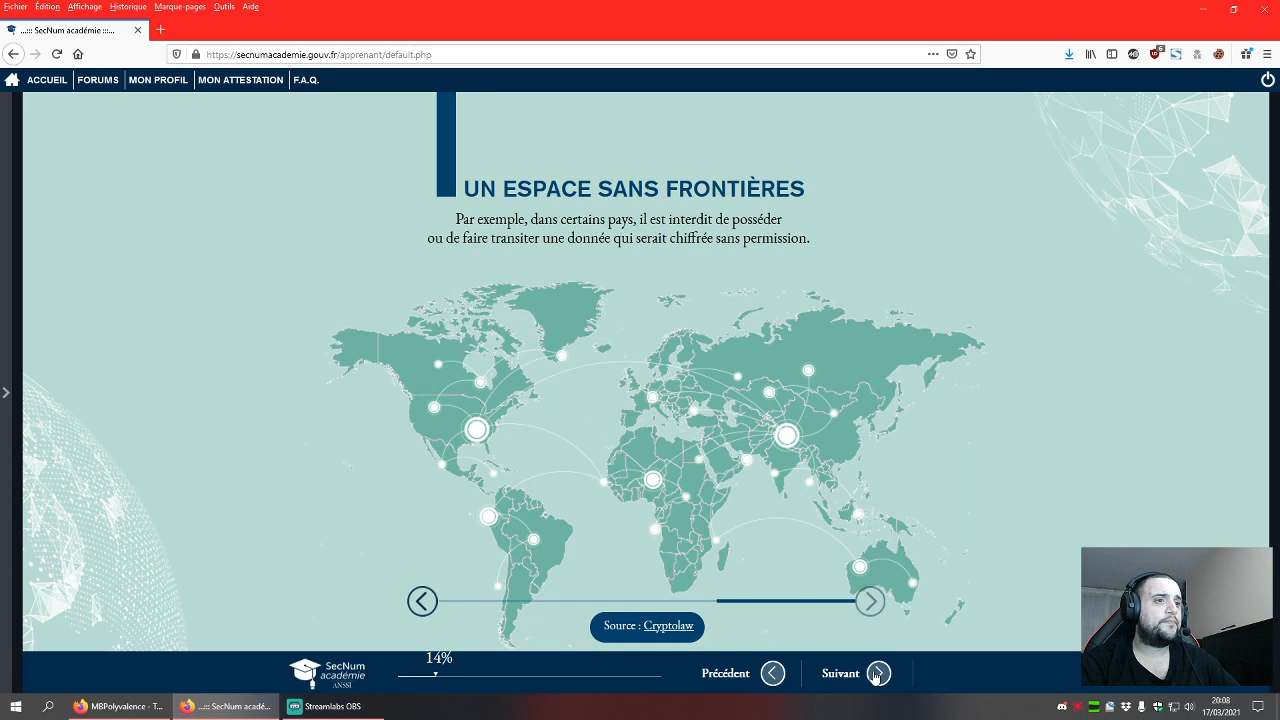 Fichier Édition Affichage Historique Marque-pages Outils Aide
...:: SecNum académie :::...
https://secnumacademie.gouv.fr/apprenant/default.php
ACCUEIL FORUMS MON PROFIL MON ATTESTATION F.A.Q.
UN ESPACE SANS FRONTIÈRES
Par exemple, dans certains pays, il est interdit de posséder
ou de faire transiter une donnée qui serait chiffrée sans permission.
Source : Cryptolaw
14%
SecNum
académie
ANSSI
Précédent Suivant
MBPolyvalence - T... ...:: SecNum acadé... Streamlabs OBS
20:08
17/03/2021